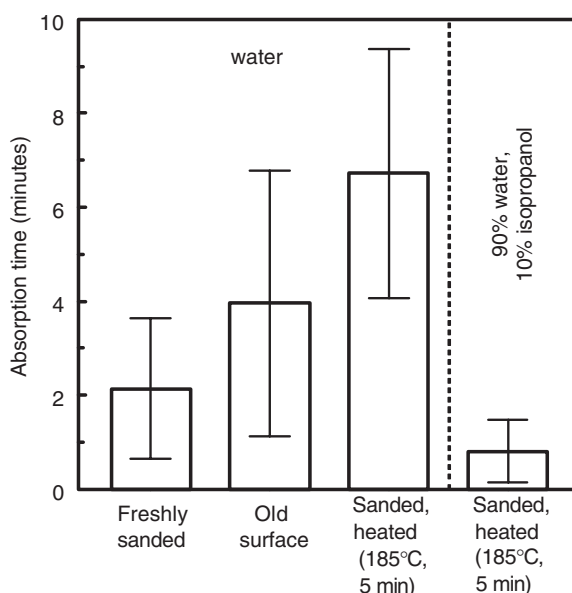 10
8
6
4
2
0
Absorption time (minutes)
water
90% water,
10% isopropanol
Freshly
sanded
Old
surface
Sanded,
heated
(185°C,
5 min)
Sanded,
heated
(185°C,
5 min)